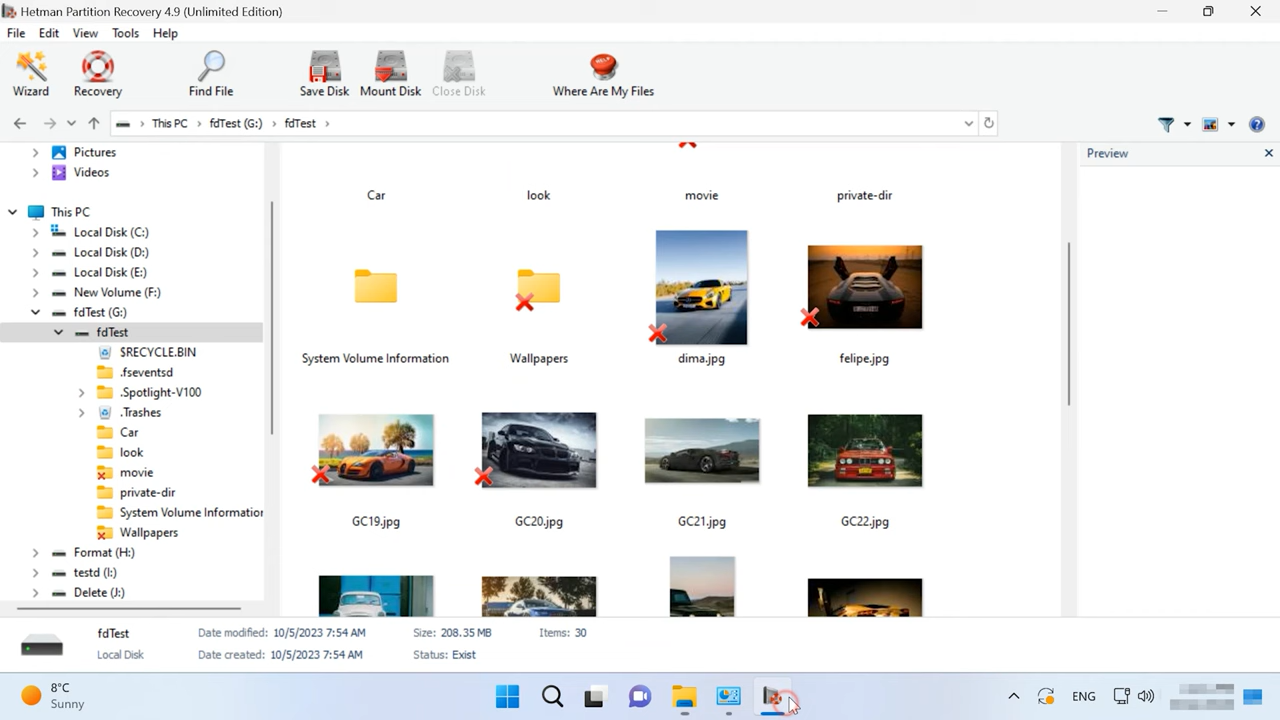 Hetman Partition Recovery 4.9 (Unlimited Edition)
File Edit View Tools Help
Wizard Recovery Find File Save Disk Mount Disk Close Disk Where Are My Files
This PC > fdTest (G:) > fdTest >
Pictures
Videos
This PC
Local Disk (C:)
Local Disk (D:)
Local Disk (E:)
New Volume (F:)
fdTest (G:)
fdTest
$RECYCLE.BIN
.fseventsd
.Spotlight-V100
.Trashes
Car
look
movie
private-dir
System Volume Information
Wallpapers
Format (H:)
testd (I:)
Delete (J:)
Car look movie private-dir
System Volume Information Wallpapers dima.jpg felipe.jpg
GC19.jpg GC20.jpg GC21.jpg GC22.jpg
Preview
fdTest Date modified: 10/5/2023 7:54 AM Size: 208.35 MB Items: 30
Local Disk Date created: 10/5/2023 7:54 AM Status: Exist
8°C
Sunny
ENG